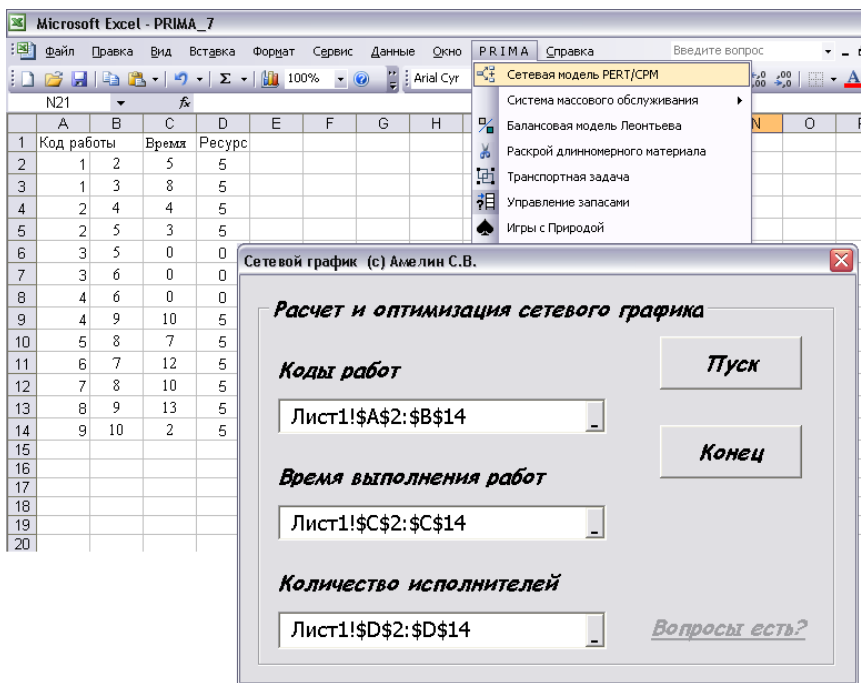 Microsoft Excel - PRIMA_7
Файл Правка Вид Вставка Формат Сервис Данные Окно PRIMA Справка Введите вопрос
100% Arial Cyr
Сетевая модель PERT/CPM
N21 fx
Система массового обслуживания
A B C D E F G H N O
Балансовая модель Леонтьева
1 Код работы Время Ресурс
Раскрой длинномерного материала
2 1 2 5 5
Транспортная задача
3 1 3 8 5
Управление запасами
4 2 4 4 5
Игры с Природой
5 2 5 3 5
6 3 5 0 0
7 3 6 0 0
8 4 6 0 0
9 4 9 10 5
10 5 8 7 5
11 6 7 12 5
12 7 8 10 5
13 8 9 13 5
14 9 10 2 5
15
16
17
18
19
20
Сетевой график (c) Амелин С.В.
Расчет и оптимизация сетевого графика
Коды работ
Лист1!$A$2:$B$14
Время выполнения работ
Лист1!$C$2:$C$14
Количество исполнителей
Лист1!$D$2:$D$14
Пуск
Конец
Вопросы есть?